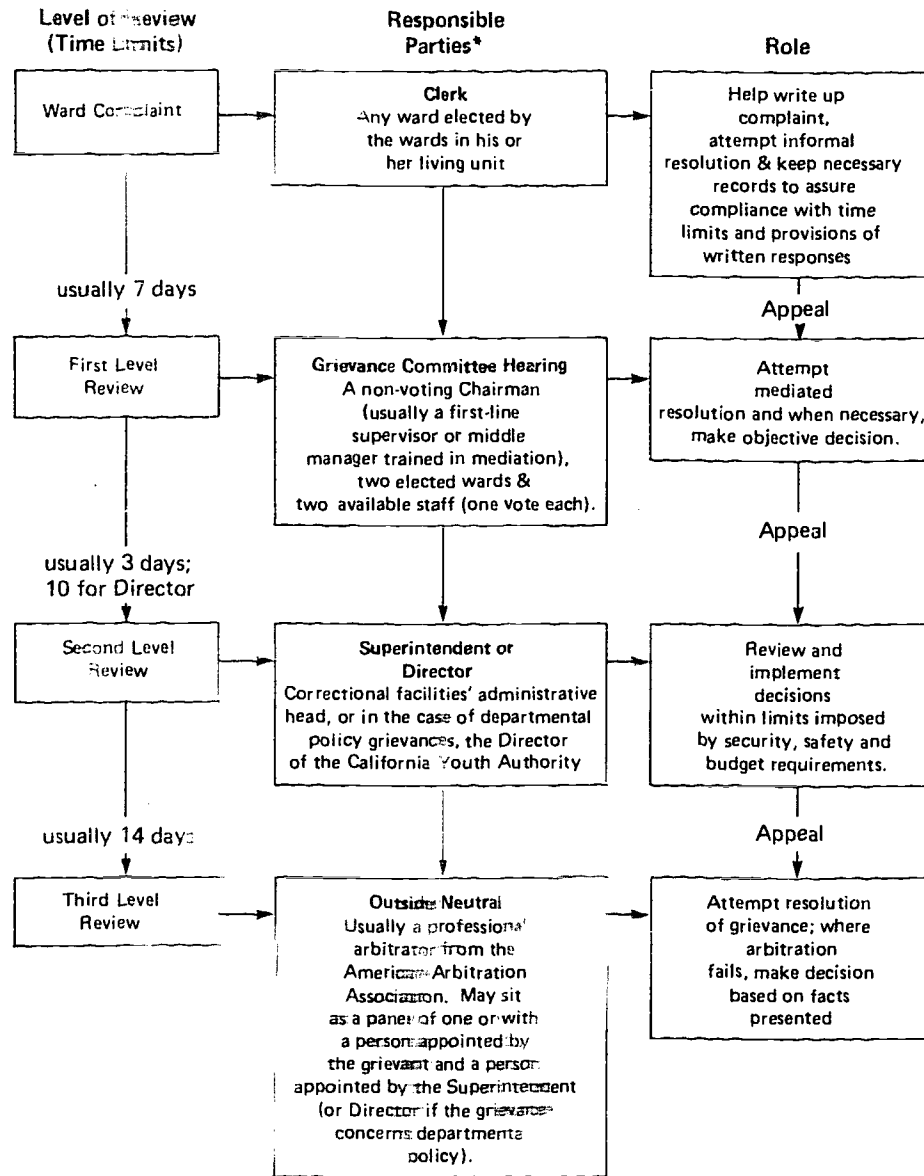 Level of Review
(Time Limits)
Responsible
Parties*
Role
Ward Complaint
Clerk
Any ward elected by
the wards in his or
her living unit
Help write up
complaint,
attempt informal
resolution & keep necessary
records to assure
compliance with time
limits and provisions of
written responses
usually 7 days
Appeal
First Level
Review
Grievance Committee Hearing
A non-voting Chairman
(usually a first-line
supervisor or middle
manager trained in mediation),
two elected wards &
two available staff (one vote each).
Attempt
mediated
resolution and when necessary,
make objective decision.
usually 3 days;
10 for Director
Appeal
Second Level
Review
Superintendent or
Director
Correctional facilities' administrative
head, or in the case of departmental
policy grievances, the Director
of the California Youth Authority
Review and
implement
decisions
within limits imposed
by security, safety and
budget requirements.
usually 14 days
Appeal
Third Level
Review
Outside Neutral
Usually a professional
arbitrator from the
American Arbitration
Association. May sit
as a panel of one or with
a person appointed by
the grievant and a person
appointed by the Superintendent
(or Director if the grievance
concerns departmental
policy).
Attempt resolution
of grievance; where
arbitration
fails, make decision
based on facts
presented